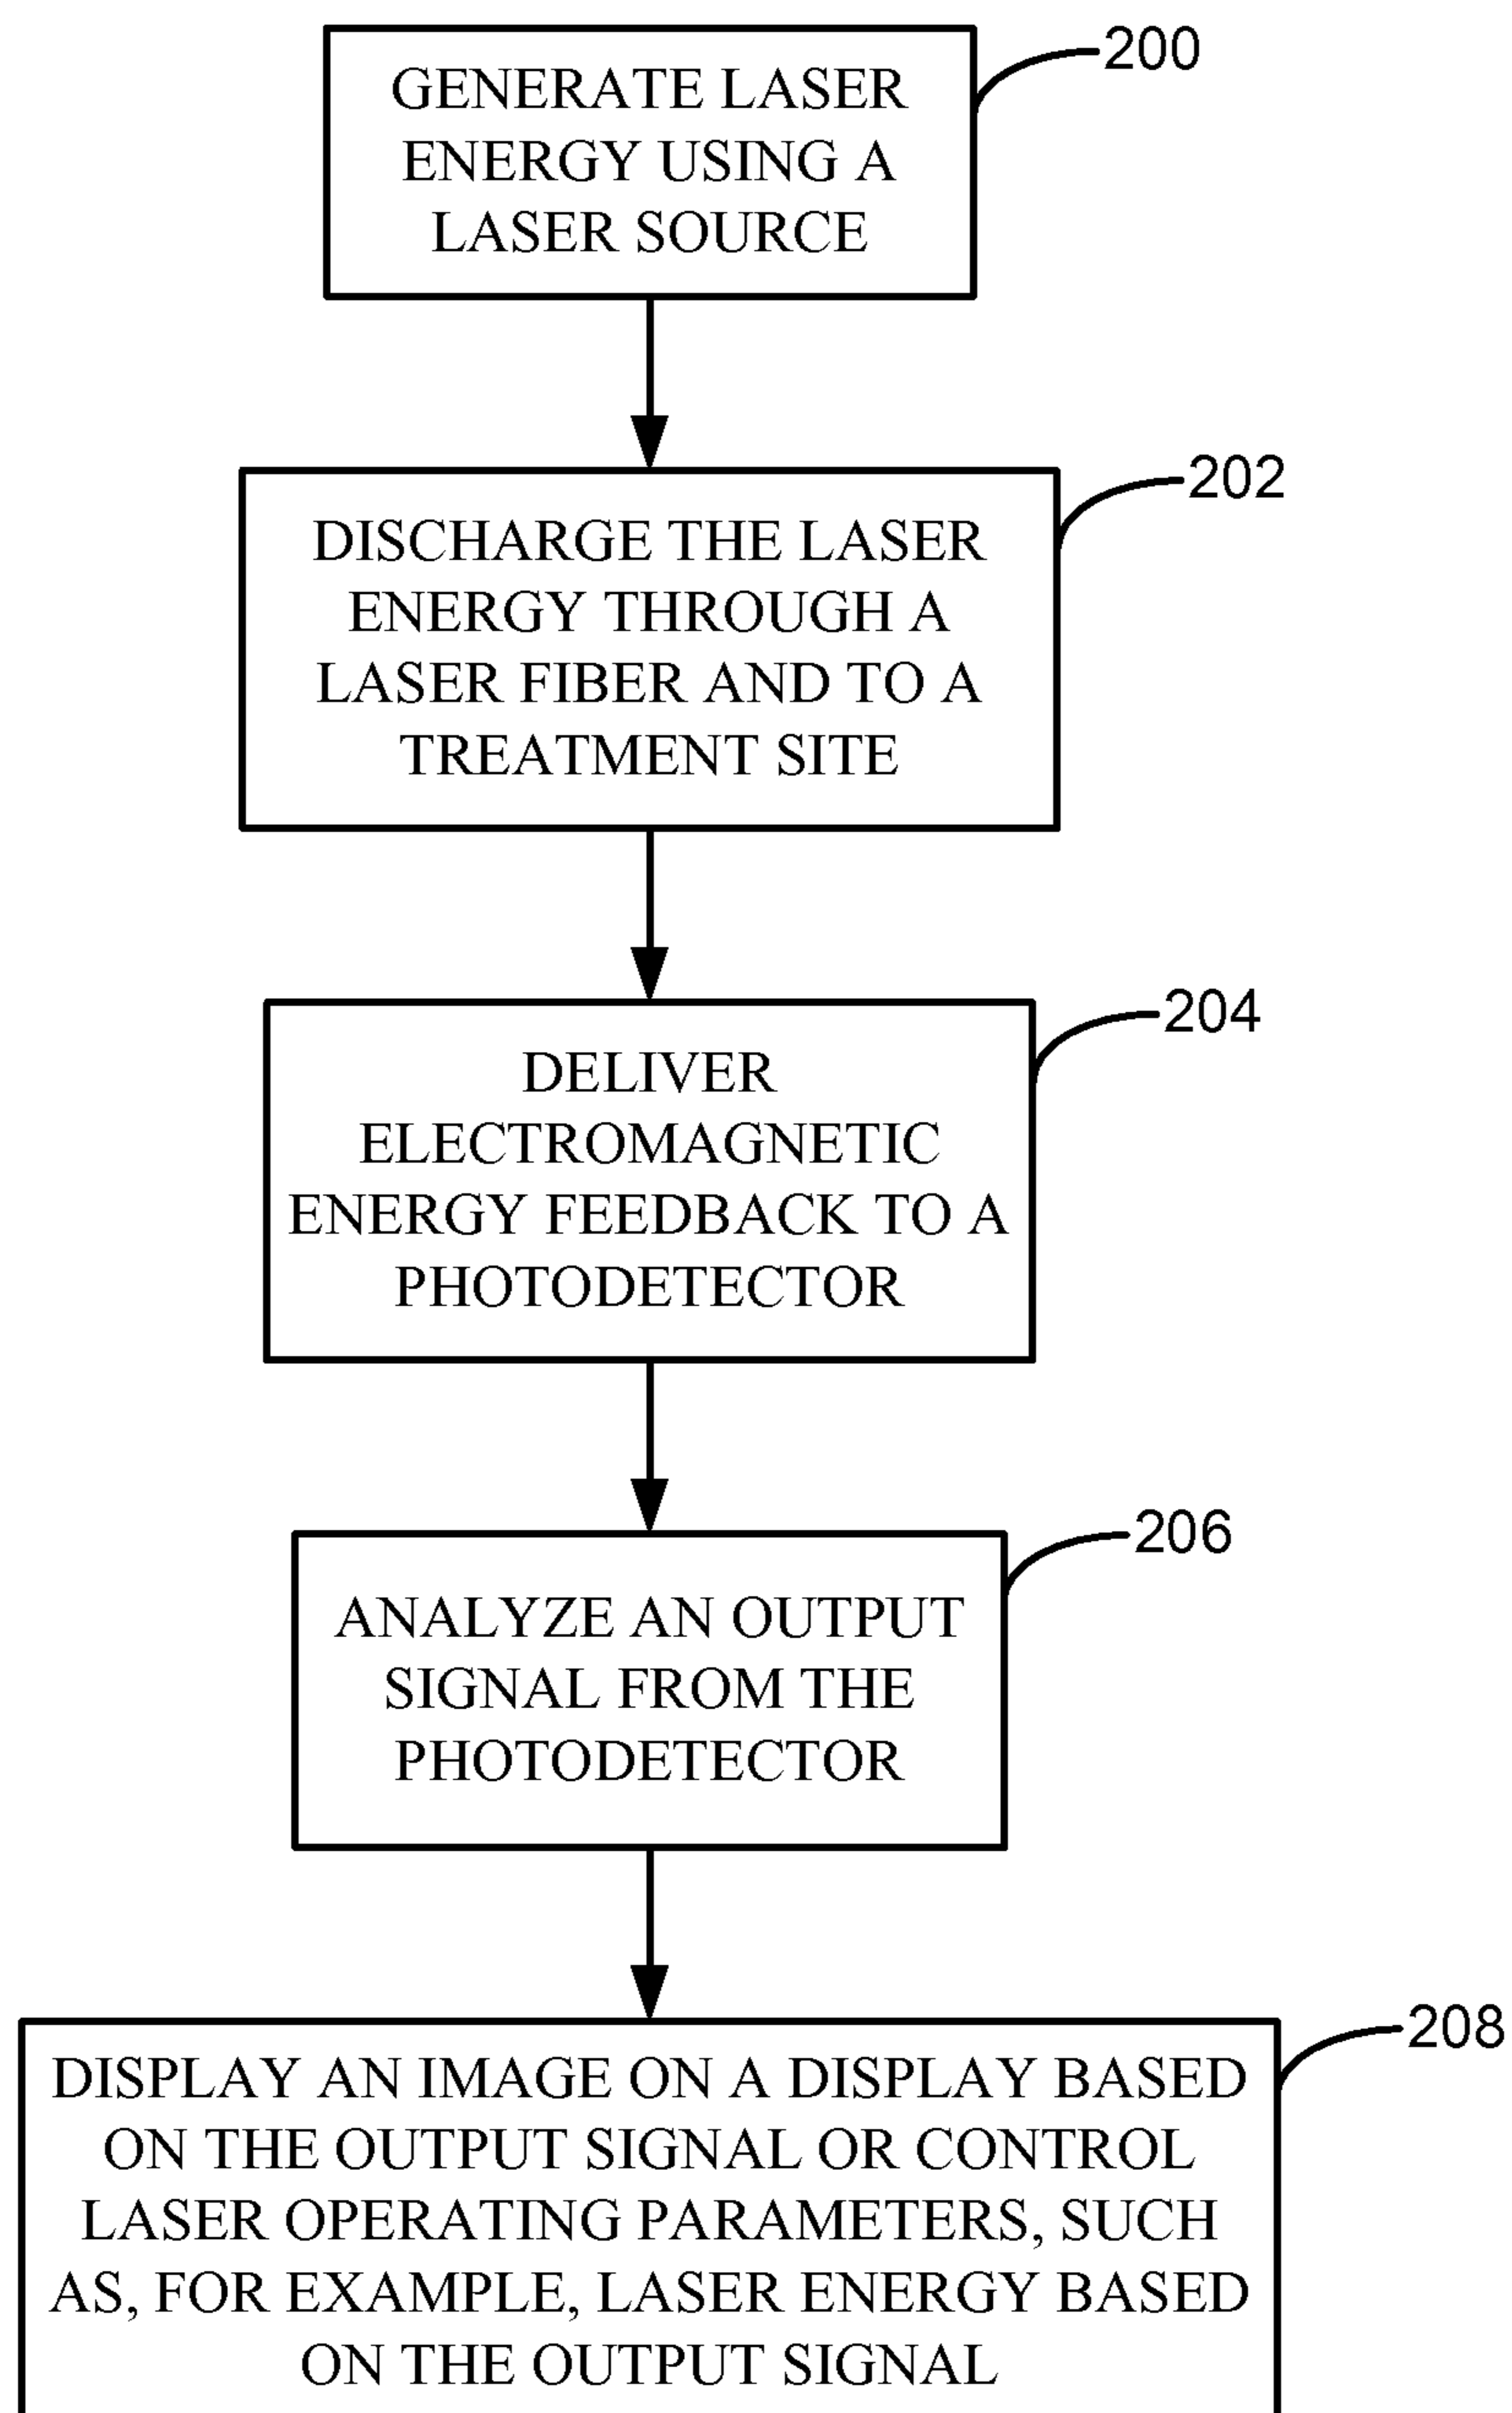 GENERATE LASER
ENERGY USING A
LASER SOURCE
200
DISCHARGE THE LASER
ENERGY THROUGH A
LASER FIBER AND TO A
TREATMENT SITE
202
DELIVER
ELECTROMAGNETIC
ENERGY FEEDBACK TO A
PHOTODETECTOR
204
ANALYZE AN OUTPUT
SIGNAL FROM THE
PHOTODETECTOR
206
DISPLAY AN IMAGE ON A DISPLAY BASED
ON THE OUTPUT SIGNAL OR CONTROL
LASER OPERATING PARAMETERS, SUCH
AS, FOR EXAMPLE, LASER ENERGY BASED
ON THE OUTPUT SIGNAL
208